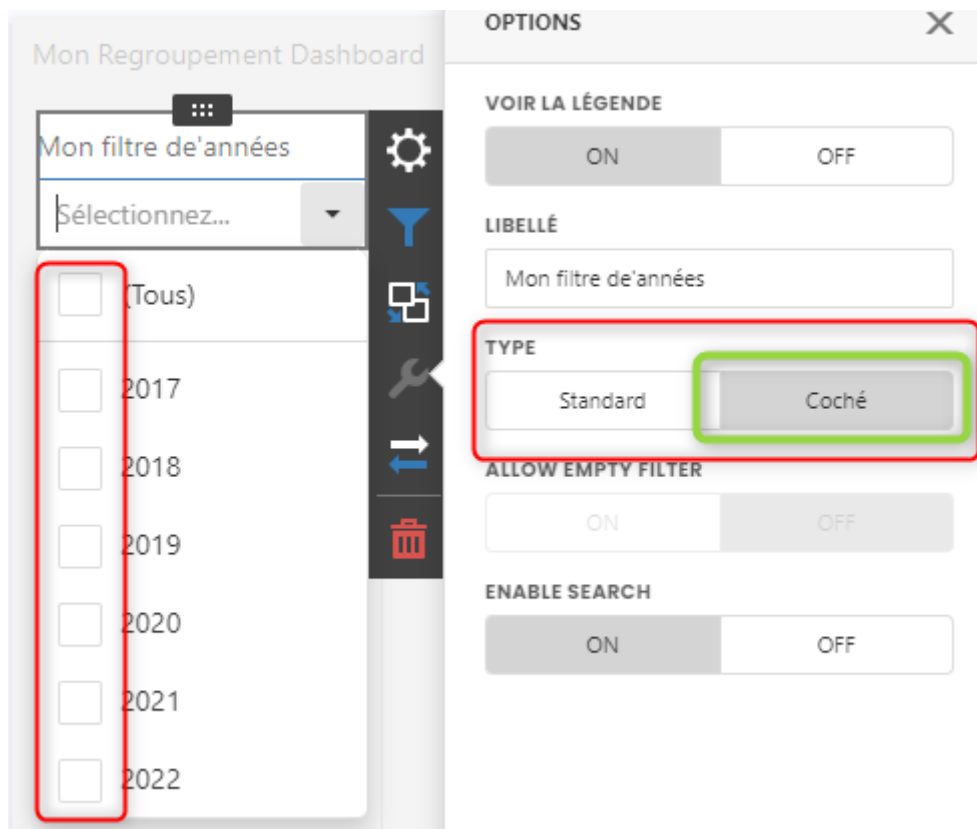 Mon Regroupement Dashboard
Mon filtre de'années
Sélectionnez...
(Tous)
2017
2018
2019
2020
2021
2022
OPTIONS
VOIR LA LÉGENDE
ON OFF
LIBELLÉ
Mon filtre de'années
TYPE
Standard Coché
ALLOW EMPTY FILTER
ON OFF
ENABLE SEARCH
ON OFF